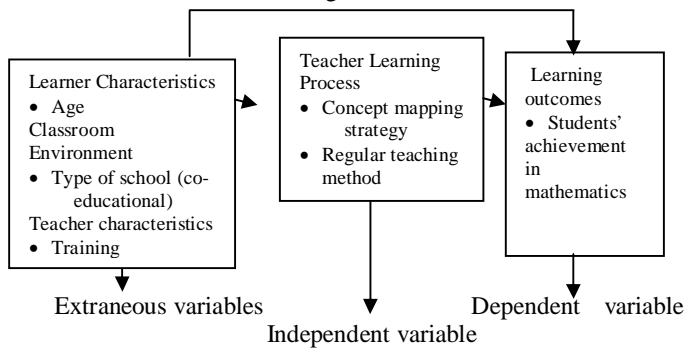 Learner Characteristics
• Age
Classroom
Environment
• Type of school (co-
educational)
Teacher characteristics
• Training
Teacher Learning
Process
• Concept mapping
strategy
• Regular teaching
method
Learning
outcomes
• Students’
achievement
in
mathematics
Extraneous variables
Independent variable
Dependent variable